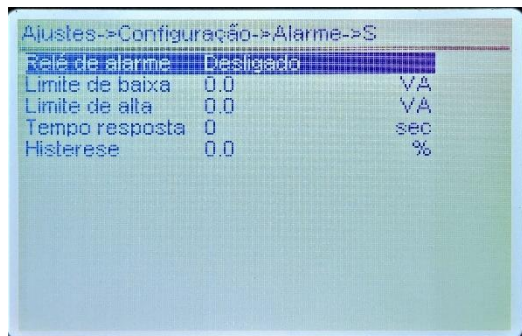 Ajustes->Configuração->Alarme->S
Relé de alarme Desligado
Limite de baixa 0.0 VA
Limite de alta 0.0 VA
Tempo resposta 0 sec
Histerese 0.0 %